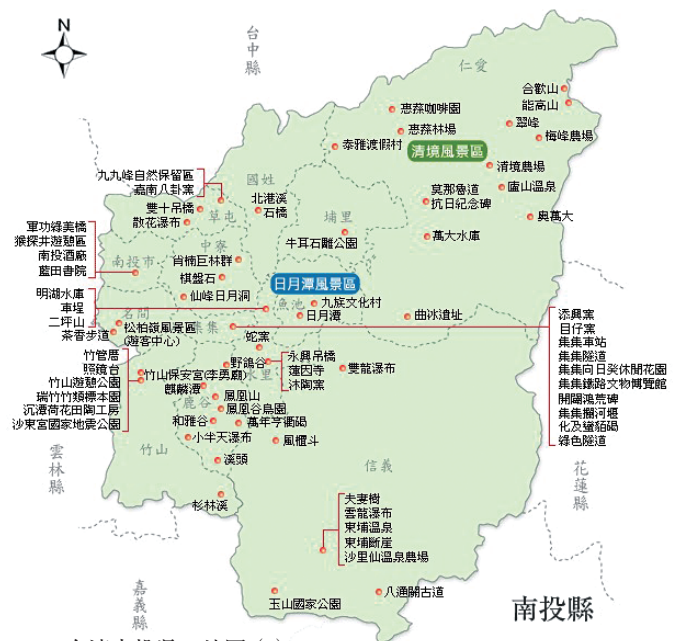 N
台中縣
仁愛
合歡山
能高山
惠蓀咖啡園
翠峰
惠蓀林場
梅峰農場
泰雅渡假村
清境風景區
清境農場
九九峰自然保留區
嘉南八卦窯
國姓
北港溪
石橋
莫那魯道
抗日紀念碑
廬山溫泉
雙十吊橋
草屯
散花瀑布
埔里
奧萬大
軍功綠美橋
猴探井遊憩區
南投酒廠
藍田書院
南投市
中寮
牛耳石雕公園
萬大水庫
肖楠巨林群
棋盤石
日月潭風景區
明湖水庫
車埕
二坪山
茶香步道
仙峰日月洞
魚池
九族文化村
日月潭
曲冰遺址
名間
松柏嶺風景區
(遊客中心)
集集
添興窯
目仔窯
集集車站
集集隧道
集集向日癸休閒花園
集集鐵路文物博覽館
開闢鴻荒碑
集集攔河堰
化及蠻貊碣
綠色隧道
蛇窯
竹管厝
照鏡台
竹山遊憩公園
瑞竹竹類標本園
沉潭荷花田陶工房
沙東宮國家地震公園
野鴿谷
永興吊橋
蓮因寺
沐陶窯
雙龍瀑布
竹山保安宮(李勇廟)
水里
麒麟潭
鳳凰山
鹿谷
鳳凰谷鳥園
和雅谷
萬年亨衢碣
小半天瀑布
風櫃斗
竹山
溪頭
信義
雲林縣
花蓮縣
杉林溪
夫妻樹
雲龍瀑布
東埔溫泉
東埔斷崖
沙里仙溫泉農場
嘉義縣
玉山國家公園
八通關古道
南投縣